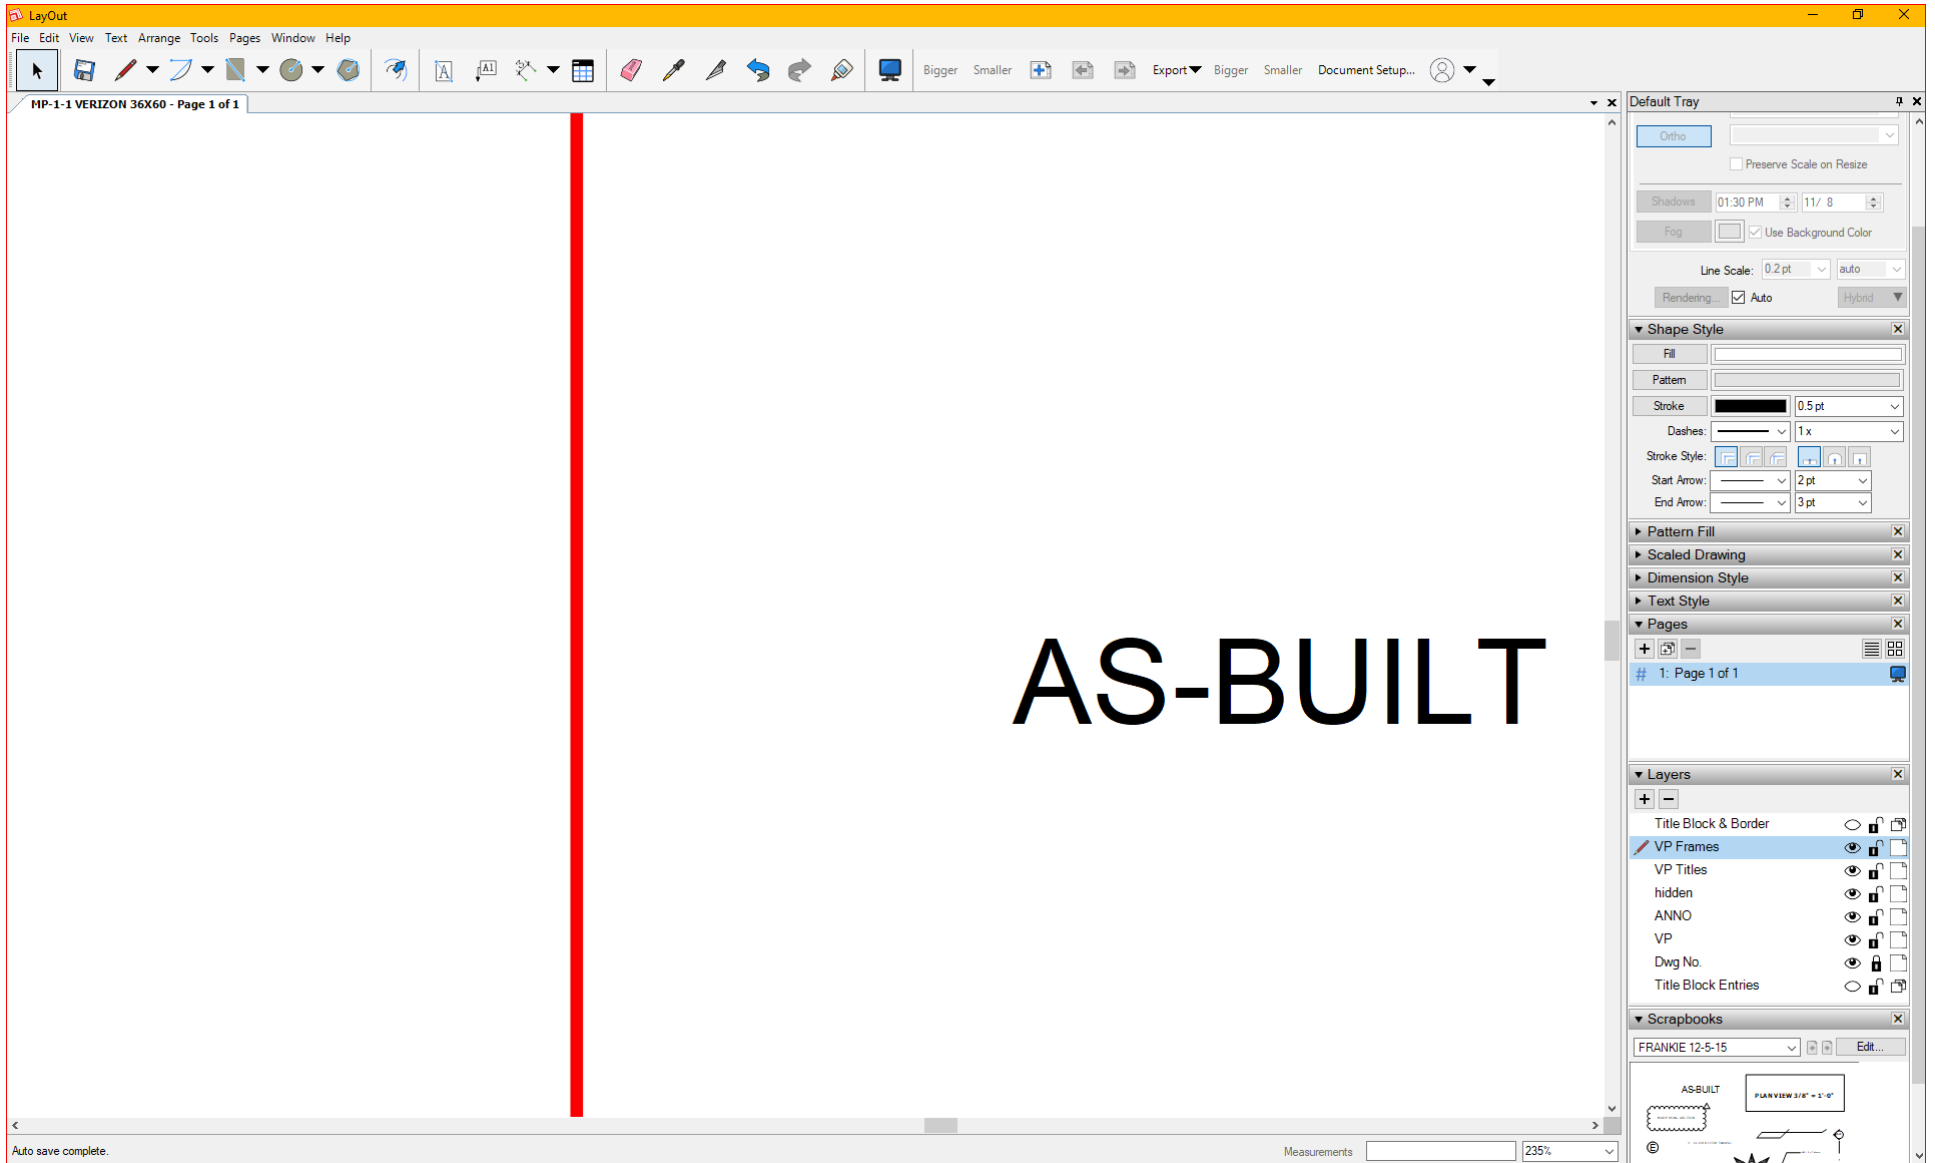 LayOut
File Edit View Text Arrange Tools Pages Window Help
A A1 Bigger Smaller Export Bigger Smaller Document Setup...
MP-1-1 VERIZON 36X60 - Page 1 of 1
Default Tray
Ortho
Preserve Scale on Resize
Shadows 01:30 PM 11/ 8
Fog Use Background Color
Line Scale: 0.2 pt auto
Rendering... Auto Hybrid
Shape Style
Fill
Pattern
Stroke 0.5 pt
Dashes: 1 x
Stroke Style:
Start Arrow: 2 pt
End Arrow: 3 pt
Pattern Fill
Scaled Drawing
Dimension Style
Text Style
Pages
# 1: Page 1 of 1
AS-BUILT
Layers
Title Block & Border
VP Frames
VP Titles
hidden
ANNO
VP
Dwg No.
Title Block Entries
Scrapbooks
FRANKIE 12-5-15 Edit...
AS-BUILT
PLAN VIEW 3/8" = 1'-0"
E
Auto save complete.
Measurements 235%